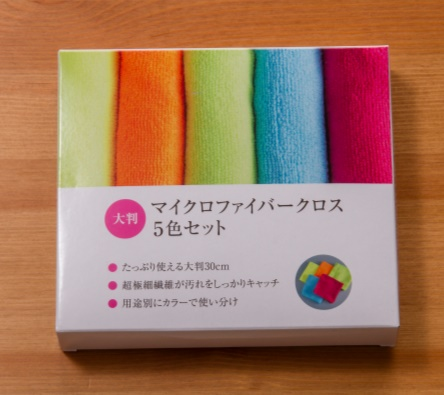 大判
マイクロファイバークロス
5色セット
● たっぷり使える大判30cm
● 超極細繊維が汚れをしっかりキャッチ
● 用途別にカラーで使い分け